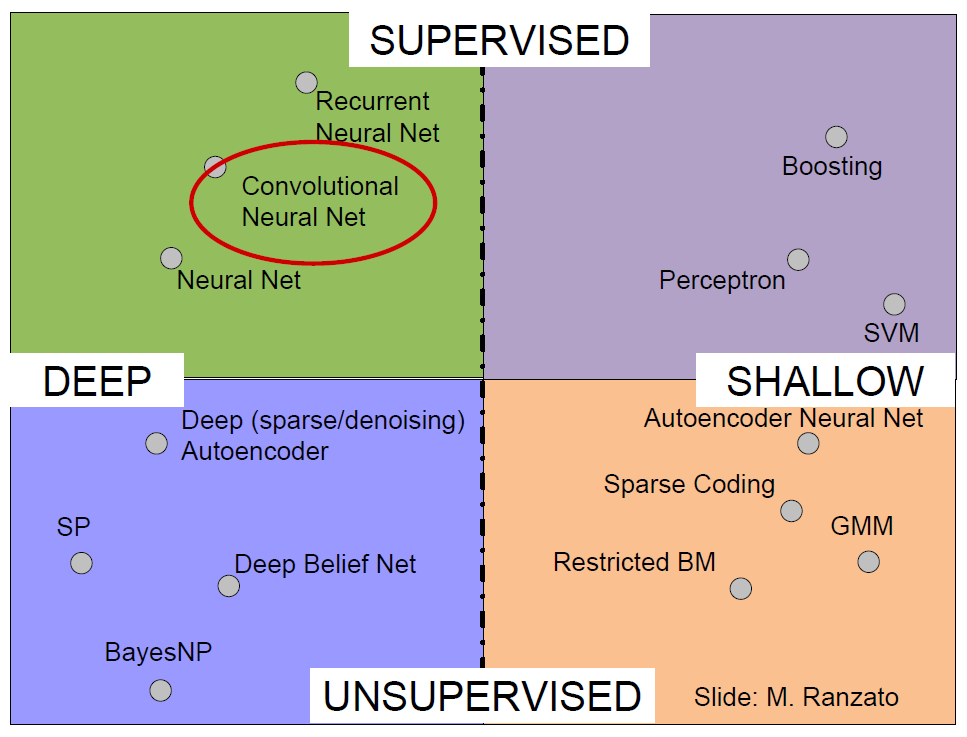 SUPERVISED
Recurrent
Neural Net
Convolutional
Neural Net
Neural Net
Boosting
Perceptron
SVM
DEEP
SHALLOW
Deep (sparse/denoising)
Autoencoder
SP
Deep Belief Net
BayesNP
Autoencoder Neural Net
Sparse Coding
GMM
Restricted BM
UNSUPERVISED
Slide: M. Ranzato